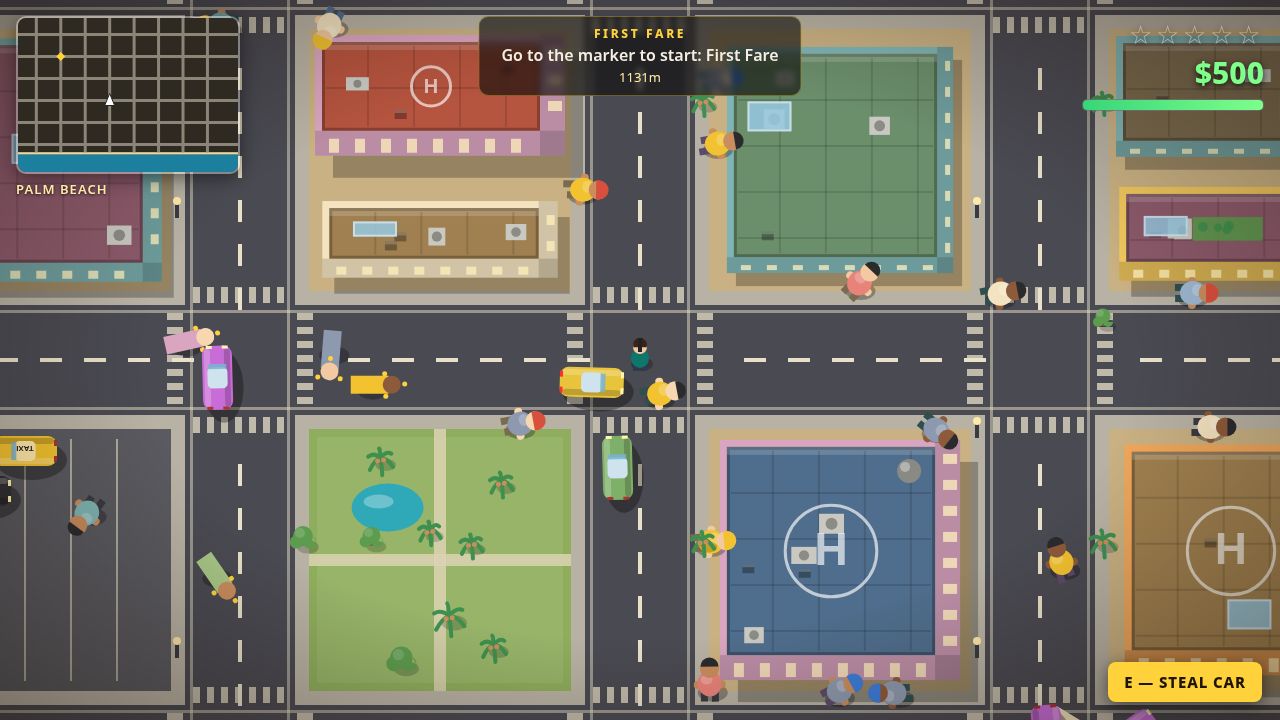 FIRST FARE
Go to the marker to start: First Fare
1131m
$500
PALM BEACH
H
TAXI
H
H
E — STEAL CAR